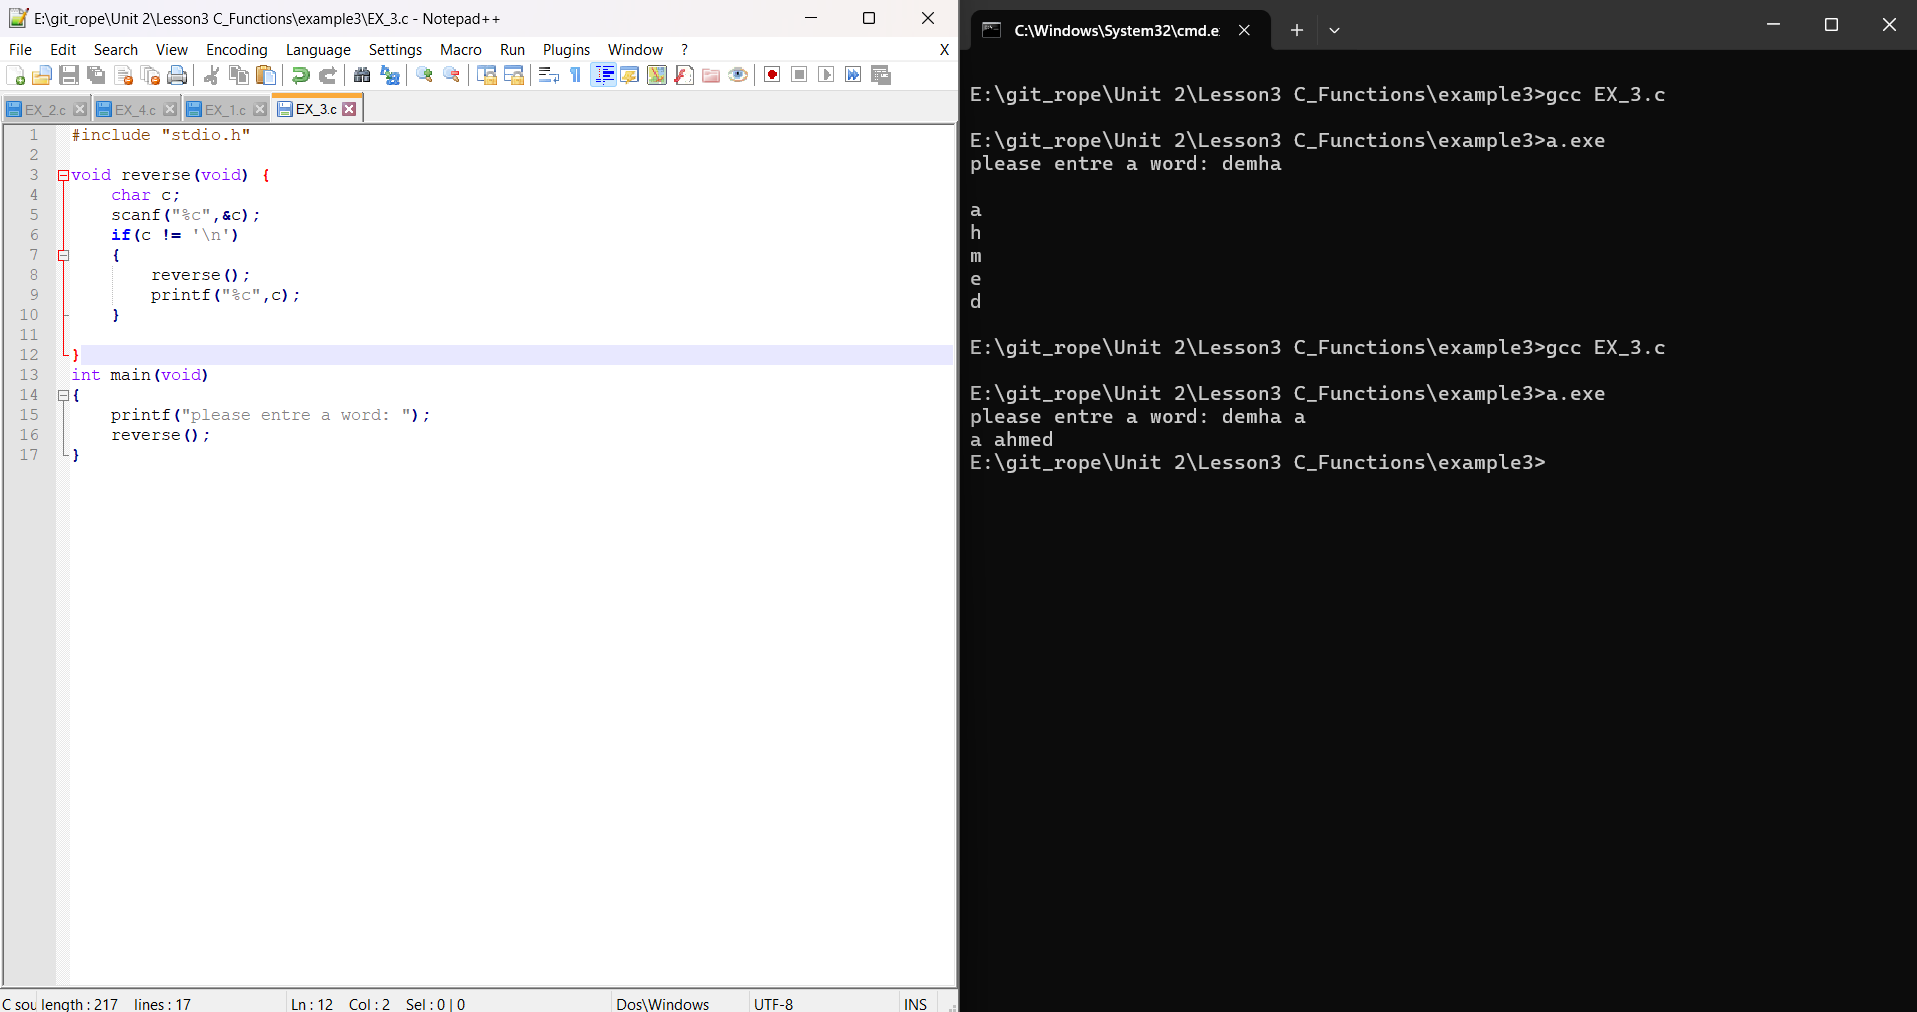 E:\git_rope\Unit 2\Lesson3 C_Functions\example3\EX_3.c - Notepad++
File Edit Search View Encoding Language Settings Macro Run Plugins Window ? X
EX_2.c EX_4.c EX_1.c EX_3.c
1 #include "stdio.h"
2
3 void reverse(void) {
4 char c;
5 scanf("%c",&c);
6 if(c != '\n')
7 {
8 reverse();
9 printf("%c",c);
10 }
11
12 }
13 int main(void)
14 {
15 printf("please entre a word: ");
16 reverse();
17 }
C sou length : 217 lines : 17 Ln : 12 Col : 2 Sel : 0 | 0 Dos\Windows UTF-8 INS
C:\Windows\System32\cmd.e
E:\git_rope\Unit 2\Lesson3 C_Functions\example3>gcc EX_3.c
E:\git_rope\Unit 2\Lesson3 C_Functions\example3>a.exe
please entre a word: demha
a
h
m
e
d
E:\git_rope\Unit 2\Lesson3 C_Functions\example3>gcc EX_3.c
E:\git_rope\Unit 2\Lesson3 C_Functions\example3>a.exe
please entre a word: demha a
a ahmed
E:\git_rope\Unit 2\Lesson3 C_Functions\example3>